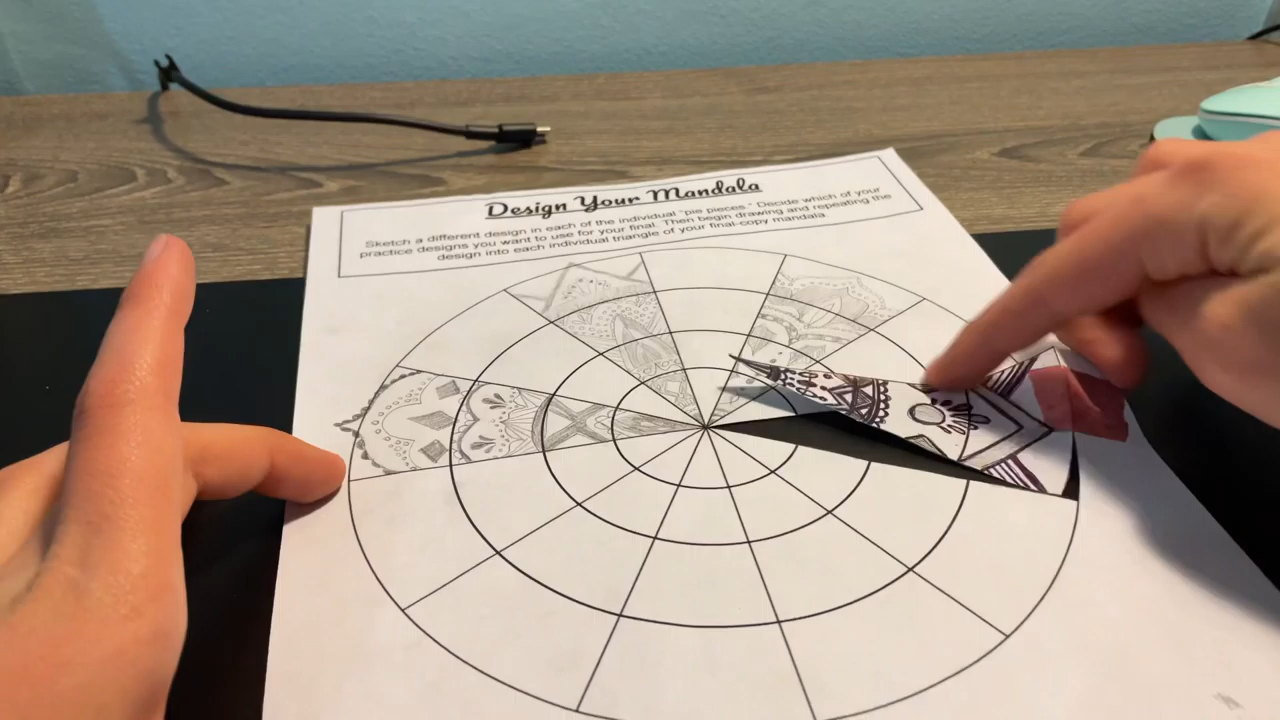 Design Your Mandala
Sketch a different design in each of the individual "pie pieces." Decide which of your
practice designs you want to use for your final. Then begin drawing and repeating the
design into each individual triangle of your final-copy mandala.